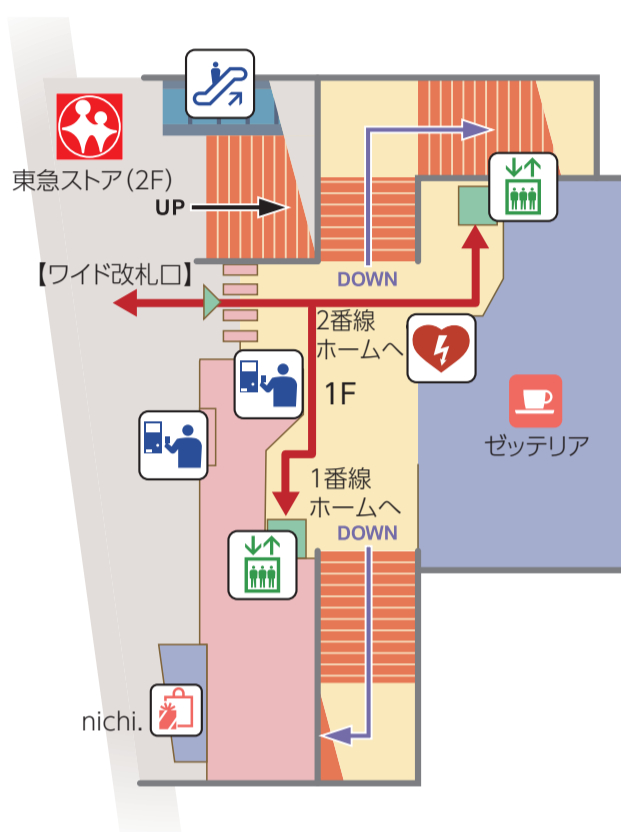 東急ストア(2F)
UP
【ワイド改札口】
DOWN
2番線
ホームへ
1F
ゼッテリア
1番線
ホームへ
DOWN
nichi.